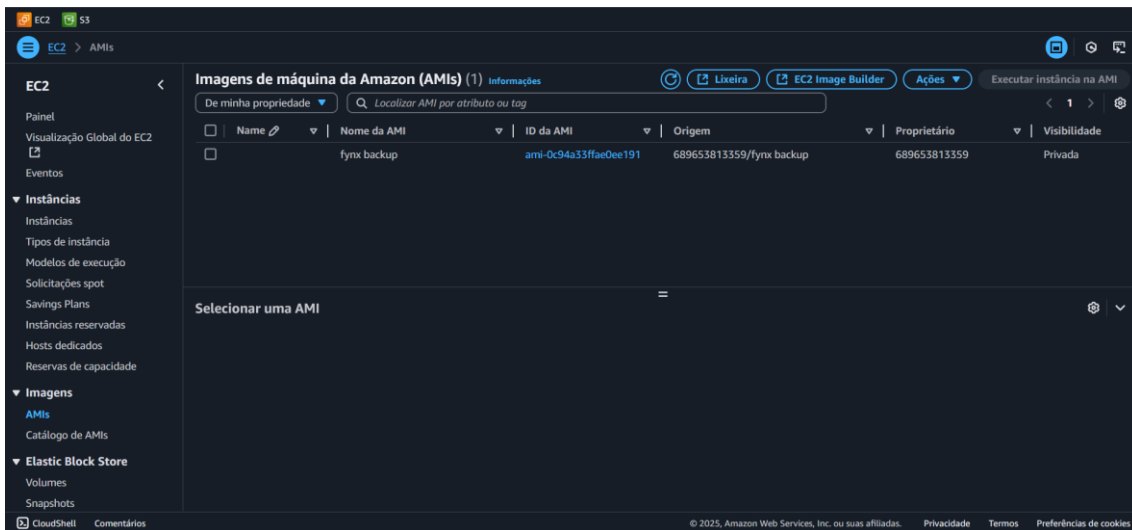 EC2 S3
EC2 > AMIs
EC2
Painel
Visualização Global do EC2
Eventos
Instâncias
Instâncias
Tipos de instância
Modelos de execução
Solicitações spot
Savings Plans
Instâncias reservadas
Hosts dedicados
Reservas de capacidade
Imagens
AMIs
Catálogo de AMIs
Elastic Block Store
Volumes
Snapshots
Imagens de máquina da Amazon (AMIs) (1) Informações
Lixeira EC2 Image Builder Ações Executar instância na AMI
De minha propriedade Localizar AMI por atributo ou tag < 1 >
Name Nome da AMI ID da AMI Origem Proprietário Visibilidade
fynx backup ami-0c94a33ffae0ee191 689653813359/fynx backup 689653813359 Privada
Selecionar uma AMI
CloudShell Comentários © 2025, Amazon Web Services, Inc. ou suas afiliadas. Privacidade Termos Preferências de cookies